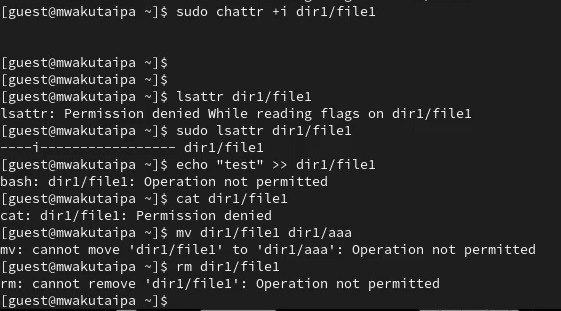 [guest@mwakutaipa ~]$ sudo chattr +i dir1/file1
[guest@mwakutaipa ~]$
[guest@mwakutaipa ~]$
[guest@mwakutaipa ~]$ lsattr dir1/file1
lsattr: Permission denied While reading flags on dir1/file1
[guest@mwakutaipa ~]$ sudo lsattr dir1/file1
----i----------------- dir1/file1
[guest@mwakutaipa ~]$ echo "test" >> dir1/file1
bash: dir1/file1: Operation not permitted
[guest@mwakutaipa ~]$ cat dir1/file1
cat: dir1/file1: Permission denied
[guest@mwakutaipa ~]$ mv dir1/file1 dir1/aaa
mv: cannot move 'dir1/file1' to 'dir1/aaa': Operation not permitted
[guest@mwakutaipa ~]$ rm dir1/file1
rm: cannot remove 'dir1/file1': Operation not permitted
[guest@mwakutaipa ~]$